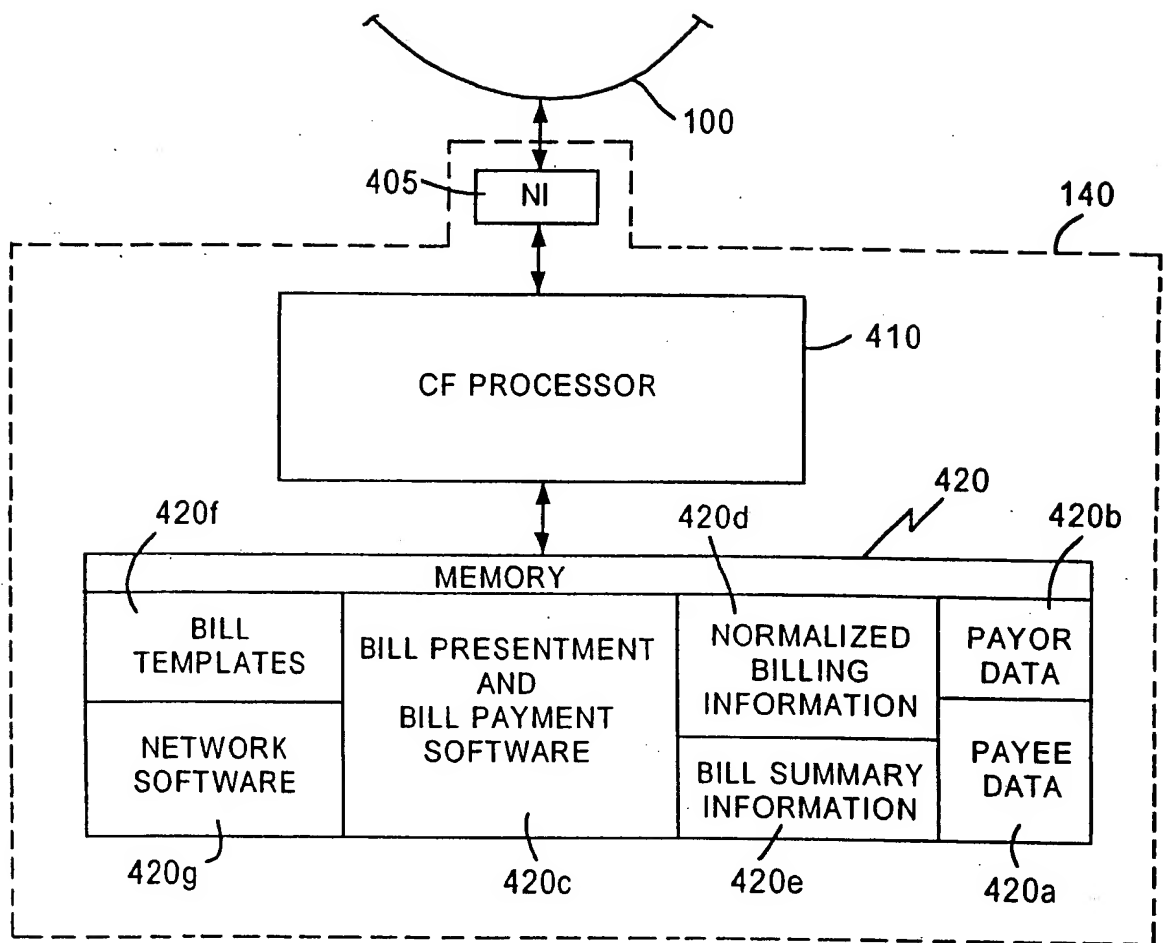 100
405
NI
140
CF PROCESSOR
410
420f
420d
420
420b
MEMORY
BILL
TEMPLATES
BILL PRESENTMENT
AND
BILL PAYMENT
SOFTWARE
NORMALIZED
BILLING
INFORMATION
PAYOR
DATA
NETWORK
SOFTWARE
BILL SUMMARY
INFORMATION
PAYEE
DATA
420g
420c
420e
420a